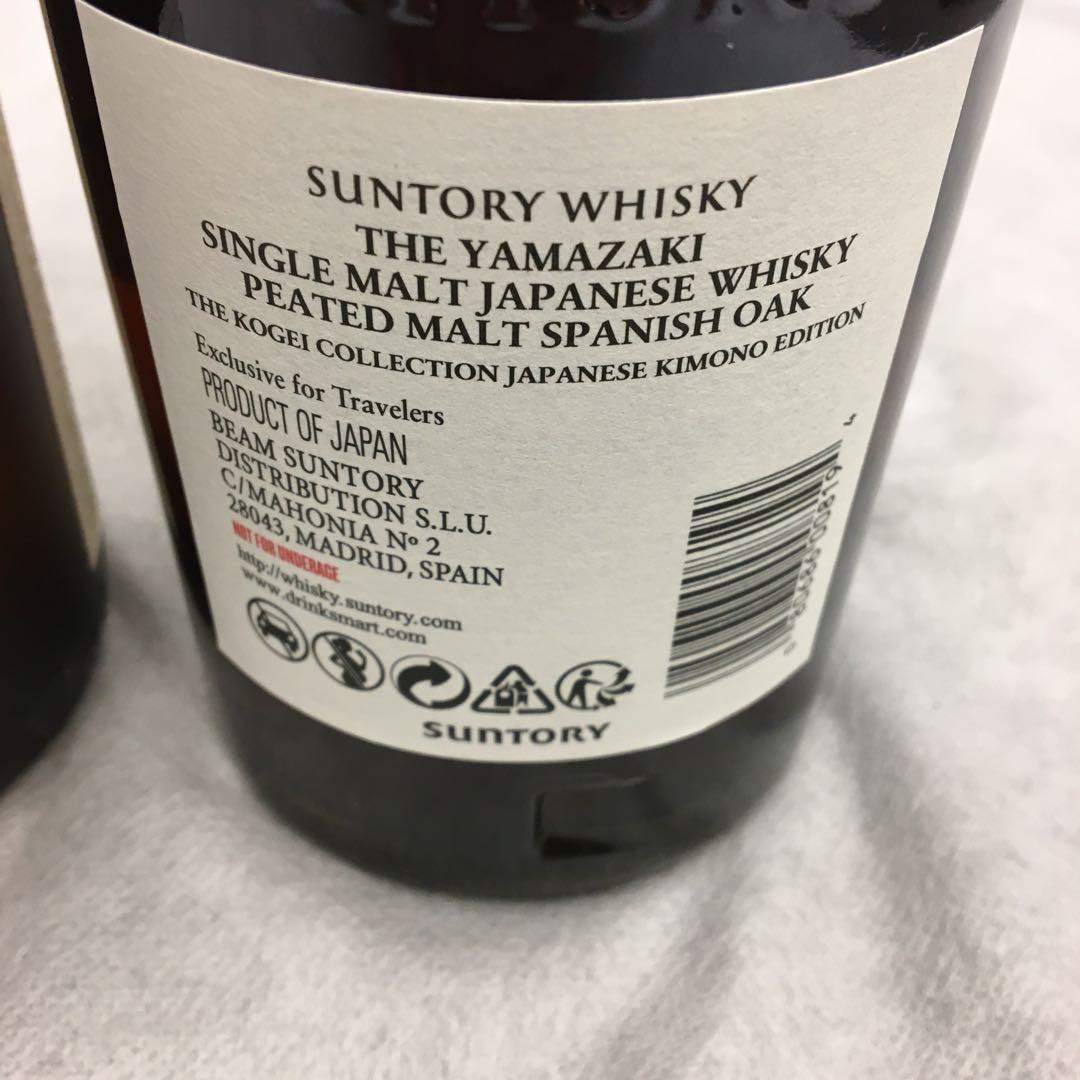 SUNTORY WHISKY
THE YAMAZAKI
SINGLE MALT JAPANESE WHISKY
PEATED MALT SPANISH OAK
THE KOGEI COLLECTION JAPANESE KIMONO EDITION
Exclusive for Travelers
PRODUCT OF JAPAN
BEAM SUNTORY
DISTRIBUTION S.L.U.
C/MAHONIA Nº 2
28043, MADRID, SPAIN
NOT FOR UNDERAGE
http://whisky.suntory.com
www.drinksmart.com
SUNTORY